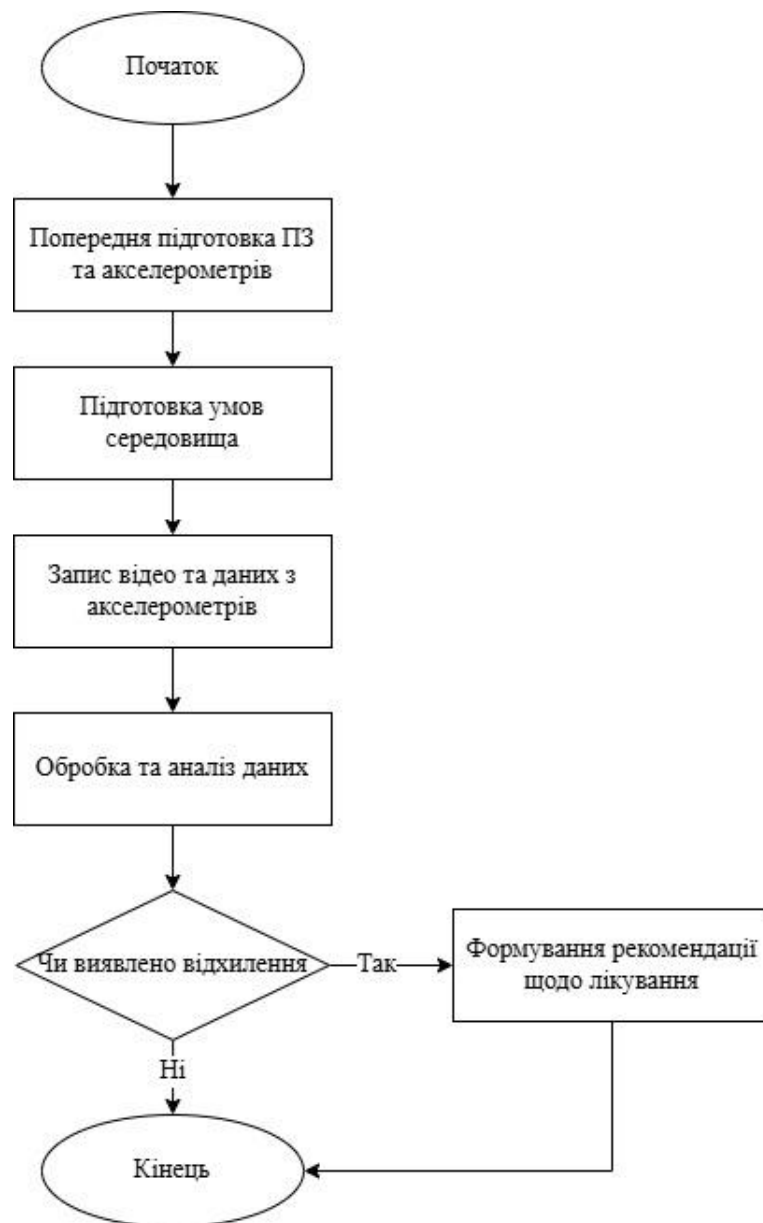 Початок
Попередня підготовка ПЗ
та акселерометрів
Підготовка умов
середовища
Запис відео та даних з
акселерометрів
Обробка та аналіз даних
Чи виявлено відхилення
Так
Формування рекомендації
щодо лікування
Ні
Кінець